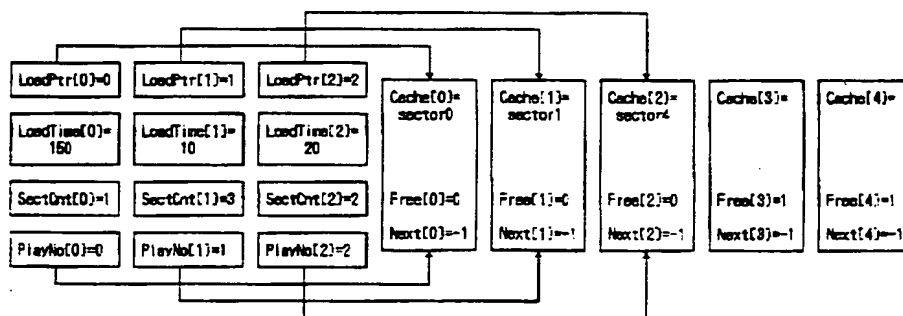 LoadPtr[0]=0 LoadPtr[1]=1 LoadPtr[2]=2
LoadTime[0]=
150
LoadTime[1]=
10
LoadTime[2]=
20
SectCnt[0]=1 SectCnt[1]=3 SectCnt[2]=2
PlayNo[0]=0 PlayNo[1]=1 PlayNo[2]=2
Cache[0]=
sector0
Free[0]=0
Next[0]=-1
Cache[1]=
sector1
Free[1]=0
Next[1]=-1
Cache[2]=
sector4
Free[2]=0
Next[2]=-1
Cache[3]=
Free[3]=1
Next[3]=-1
Cache[4]=
Free[4]=1
Next[4]=-1